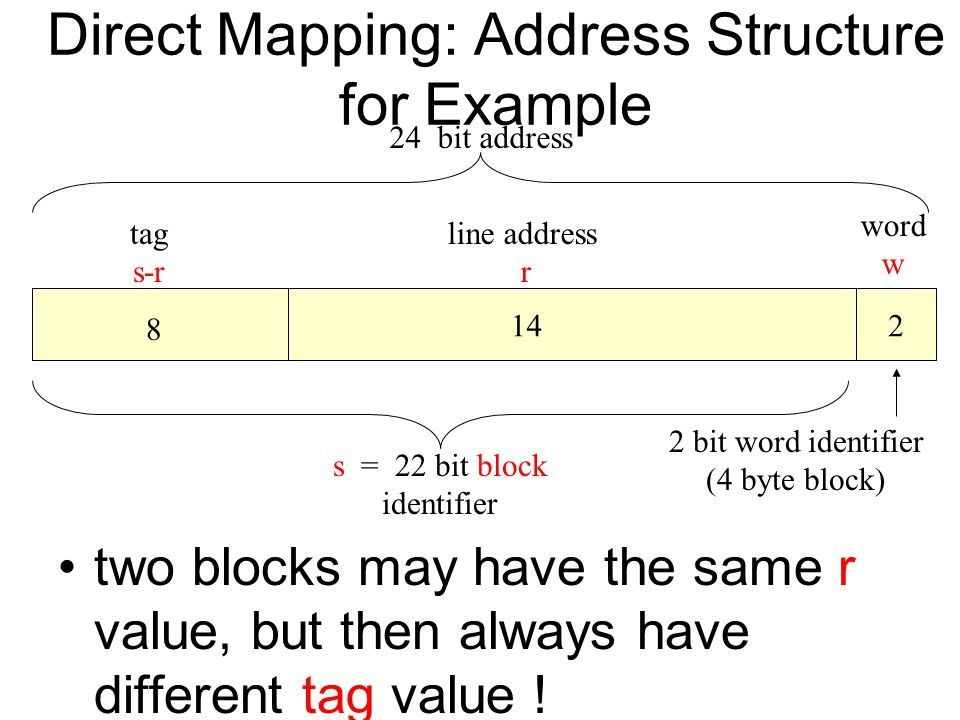 Direct Mapping: Address Structure
for Example
24 bit address
tag
s-r
line address
r
word
w
8
14
2
s = 22 bit block
identifier
2 bit word identifier
(4 byte block)
• two blocks may have the same r
value, but then always have
different tag value !